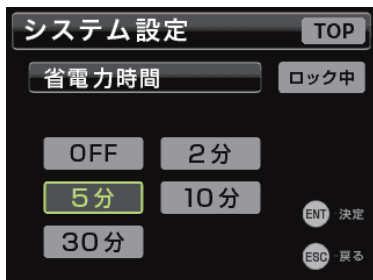 システム設定 TOP
省電力時間 ロック中
OFF 2分
5分 10分
ENT 決定
30分
ESC 戻る